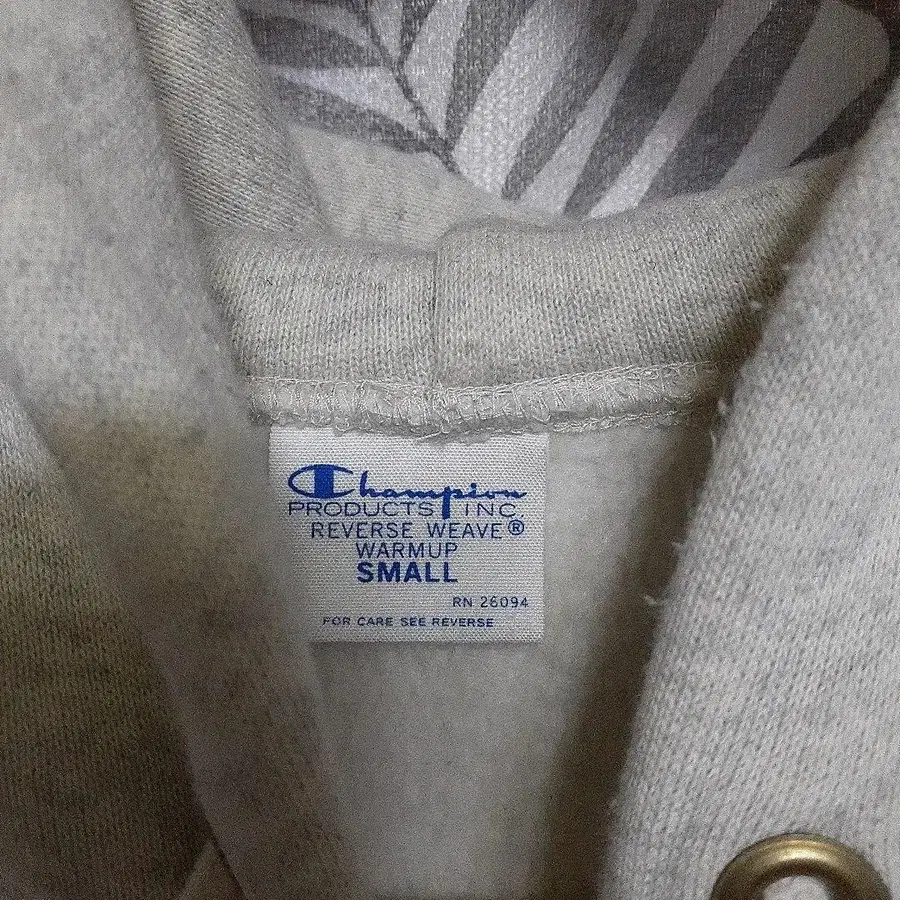 Champion
PRODUCTS INC.
REVERSE WEAVE®
WARMUP
SMALL
RN 26094
FOR CARE SEE REVERSE